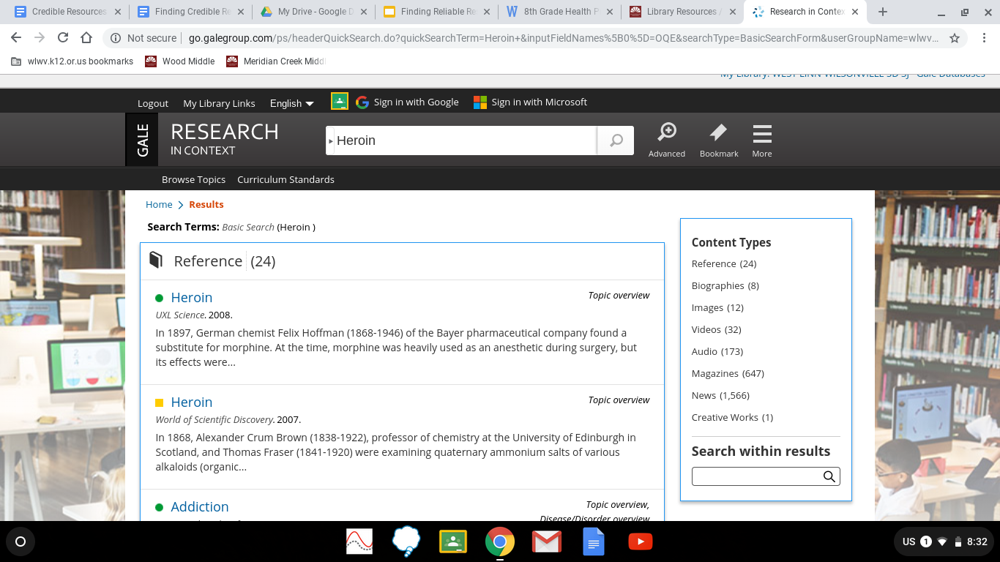 Credible Resources
Finding Credible Re
My Drive - Google D
Finding Reliable Re
8th Grade Health P
Library Resources /
Research in Contex
Not secure
go.galegroup.com/ps/headerQuickSearch.do?quickSearchTerm=Heroin+&inputFieldNames%5B0%5D=OQE&searchType=BasicSearchForm&userGroupName=wlwv...
wlwv.k12.or.us bookmarks
Wood Middle
Meridian Creek Middl
My Library: WEST LINN WILSONVILLE SD SJ - Gale Databases
Logout
My Library Links
English
Sign in with Google
Sign in with Microsoft
GALE
RESEARCH
IN CONTEXT
Heroin
Advanced
Bookmark
More
Browse Topics
Curriculum Standards
Home > Results
Search Terms: Basic Search (Heroin )
Reference (24)
Heroin
Topic overview
UXL Science. 2008.
In 1897, German chemist Felix Hoffman (1868-1946) of the Bayer pharmaceutical company found a
substitute for morphine. At the time, morphine was heavily used as an anesthetic during surgery, but
its effects were...
Heroin
Topic overview
World of Scientific Discovery. 2007.
In 1868, Alexander Crum Brown (1838-1922), professor of chemistry at the University of Edinburgh in
Scotland, and Thomas Fraser (1841-1920) were examining quaternary ammonium salts of various
alkaloids (organic...
Addiction
Topic overview,
Disease/Disorder overview
Content Types
Reference (24)
Biographies (8)
Images (12)
Videos (32)
Audio (173)
Magazines (647)
News (1,566)
Creative Works (1)
Search within results
US 1 8:32